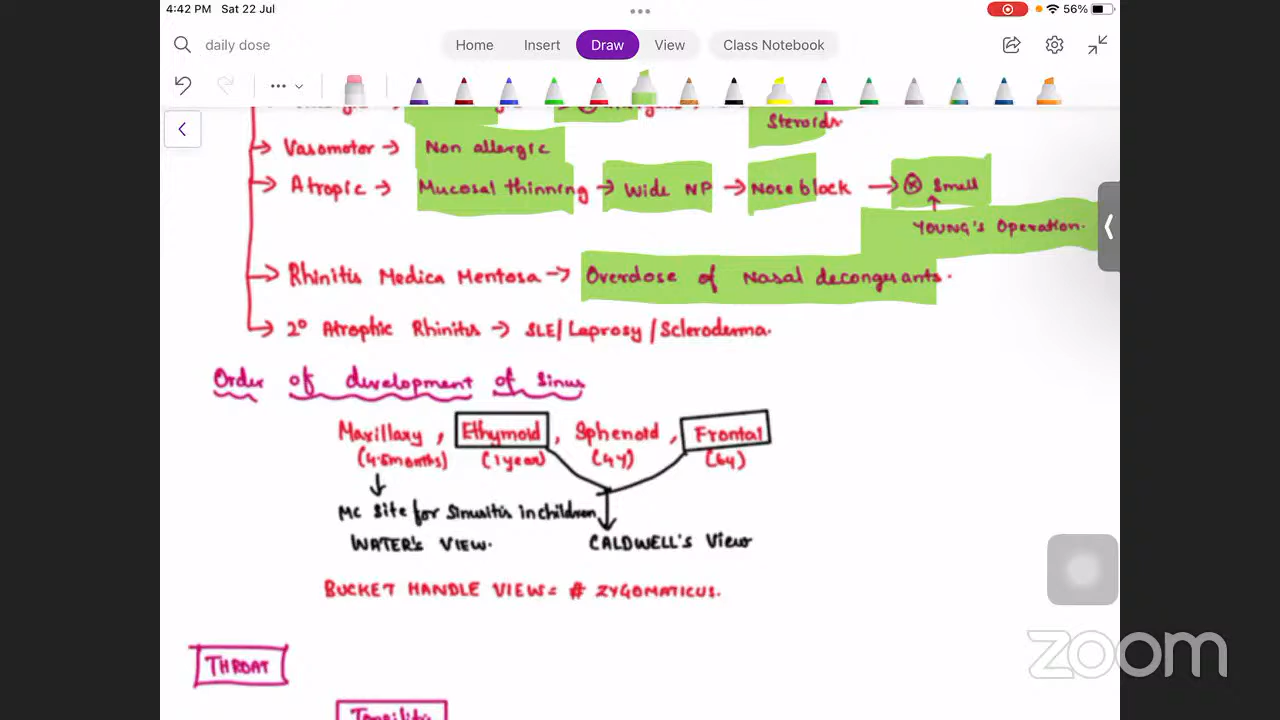 4:42 PM Sat 22 Jul
56%
daily dose
Home Insert Draw View Class Notebook
Steroids
Vasomotor → Non allergic
Atropic → Mucosal thinning → Wide NP → Nose block → ⊗ Smell
YOUNG's Operation.
Rhinitis Medica Mentosa → Overdose of Nasal decongesants.
2° Atrophic Rhinitis → SLE/Leprosy/Scleroderma.
Order of development of Sinus
Maxillary, Ethymoid, Sphenoid, Frontal
(4-5months) (1year) (4y) (6y)
Mc Site for Sinusitis in children
WATER's VIEW. CALDWELL's View
BUCKET HANDLE VIEW= # ZYGOMATICUS.
THROAT
zoom